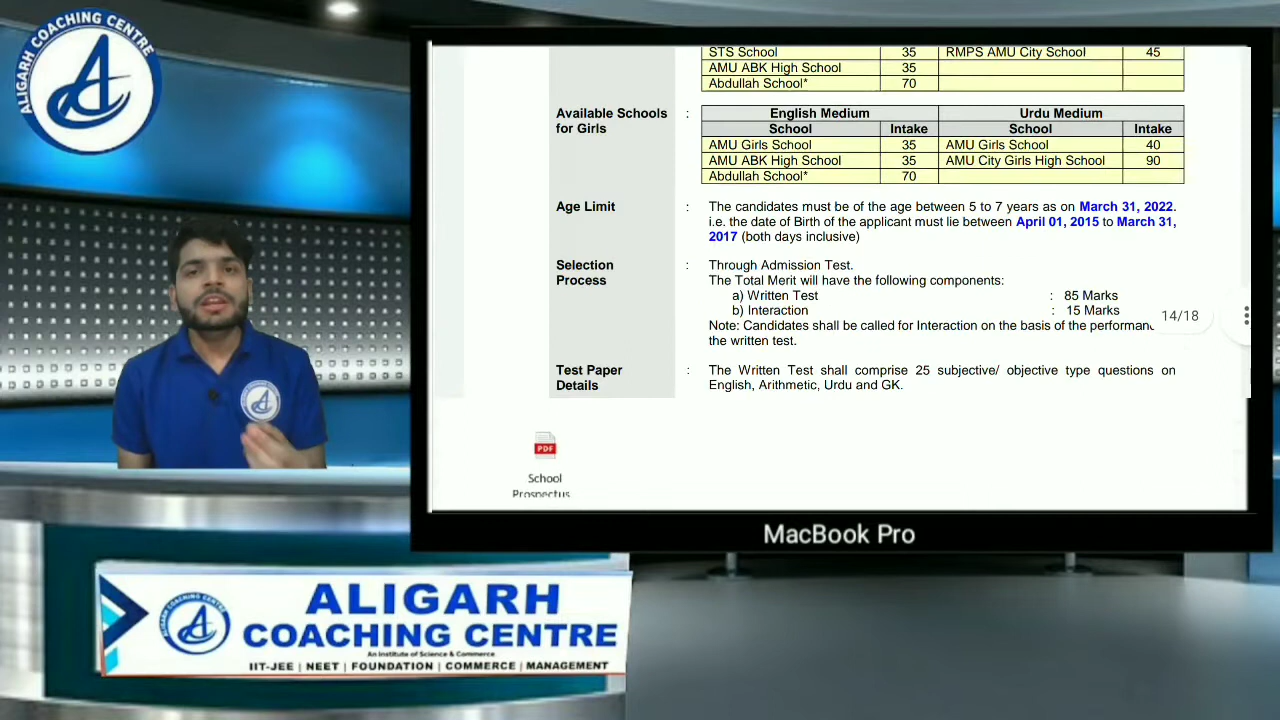 ALIGARH COACHING CENTRE
STS School 35 RMPS AMU City School 45
AMU ABK High School 35
Abdullah School* 70
Available Schools for Girls :
English Medium Urdu Medium
School Intake School Intake
AMU Girls School 35 AMU Girls School 40
AMU ABK High School 35 AMU City Girls High School 90
Abdullah School* 70
Age Limit : The candidates must be of the age between 5 to 7 years as on March 31, 2022.
i.e. the date of Birth of the applicant must lie between April 01, 2015 to March 31,
2017 (both days inclusive)
Selection Process : Through Admission Test.
The Total Merit will have the following components:
a) Written Test : 85 Marks
b) Interaction : 15 Marks
14/18
Note: Candidates shall be called for Interaction on the basis of the
the written test.
Test Paper Details : The Written Test shall comprise 25 subjective/ objective type questions on
English, Arithmetic, Urdu and GK.
PDF
School
Prospectus
MacBook Pro
ALIGARH COACHING CENTRE
ALIGARH
COACHING CENTRE
An Institute of Science & Commerce
IIT-JEE | NEET | FOUNDATION | COMMERCE | MANAGEMENT